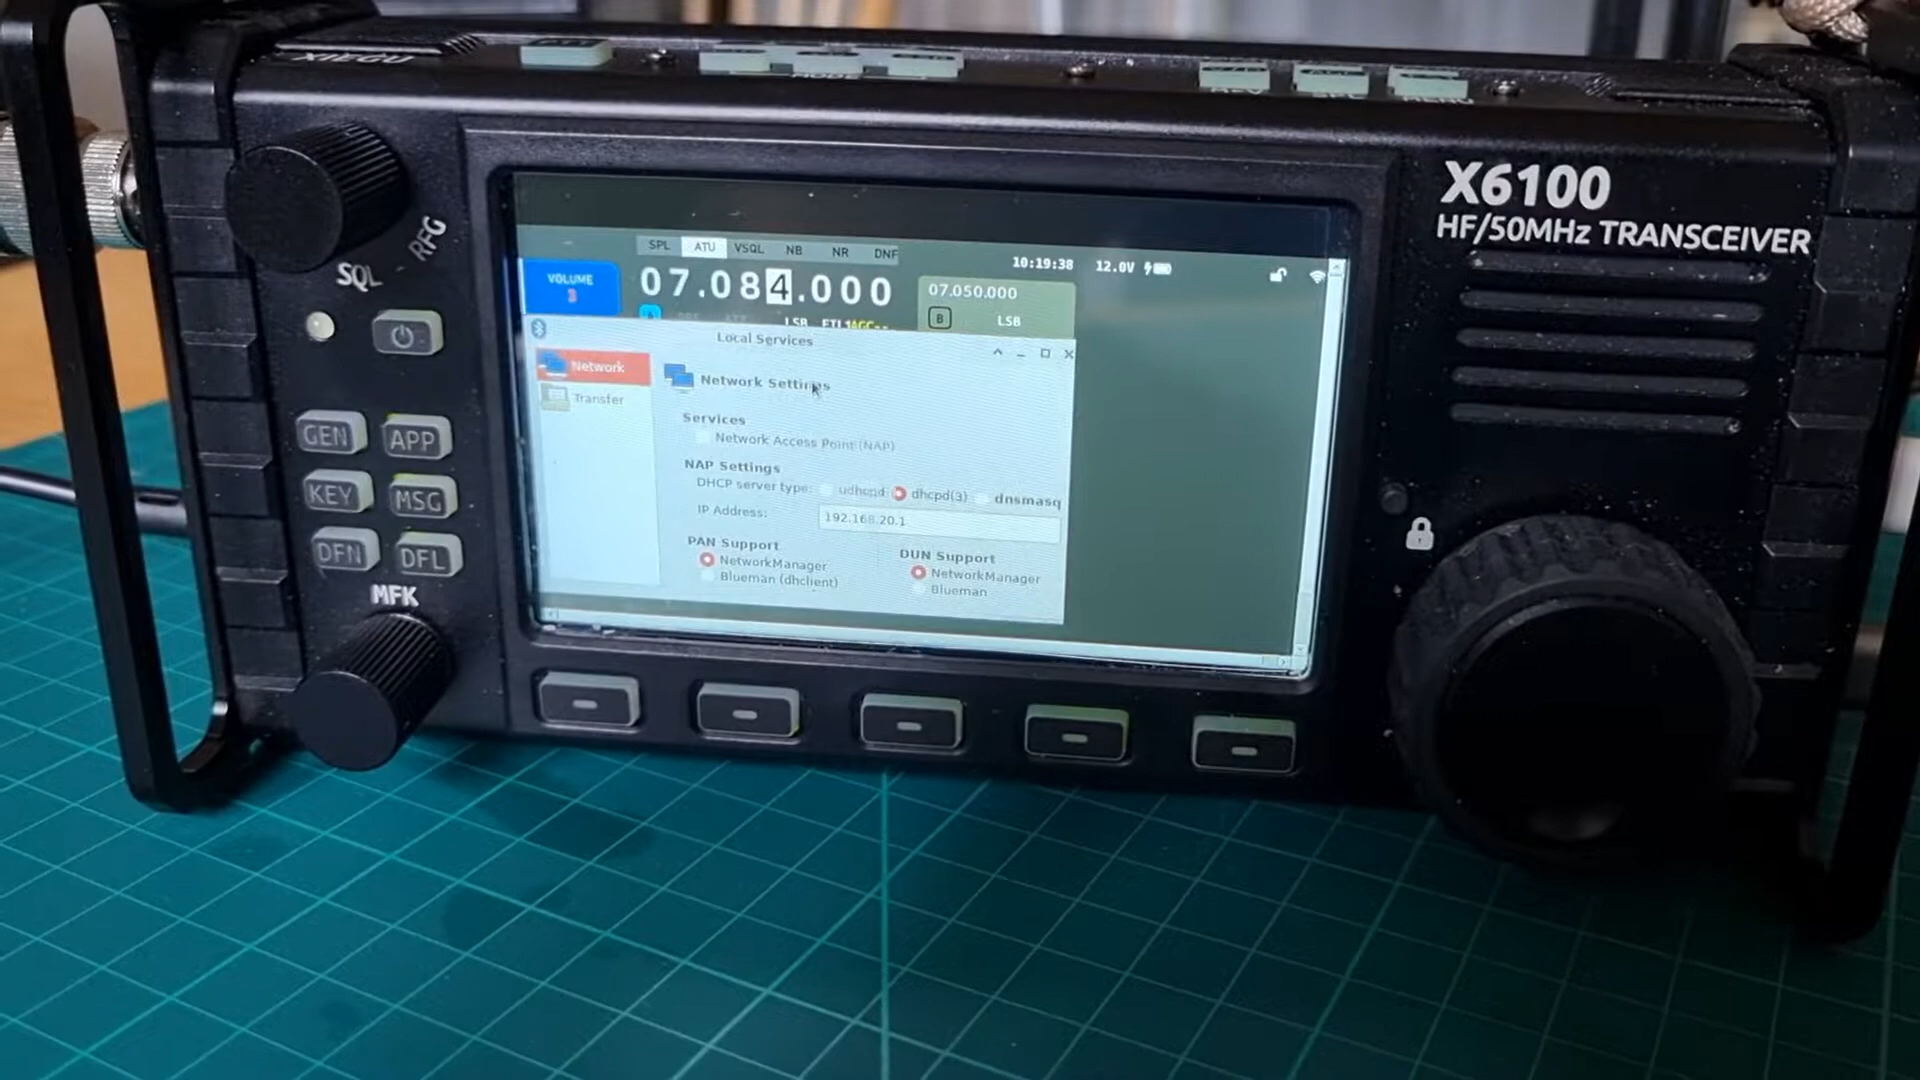 XIEGU
X6100
HF/50MHz TRANSCEIVER
RFG
SQL -
SPL ATU VSQL NB NR DNF
10:19:38 12.0V
VOLUME
3
07.084.000
07.050.000
LSB
B LSB
Local Services
Network
Transfer
Network Settings
Services
Network Access Point (NAP)
NAP Settings
DHCP server type: udhcpd dhcpd(3) dnsmasq
IP Address: 192.168.20.1
PAN Support
NetworkManager
Blueman (dhclient)
DUN Support
NetworkManager
Blueman
GEN APP
KEY MSG
DFN DFL
MFK